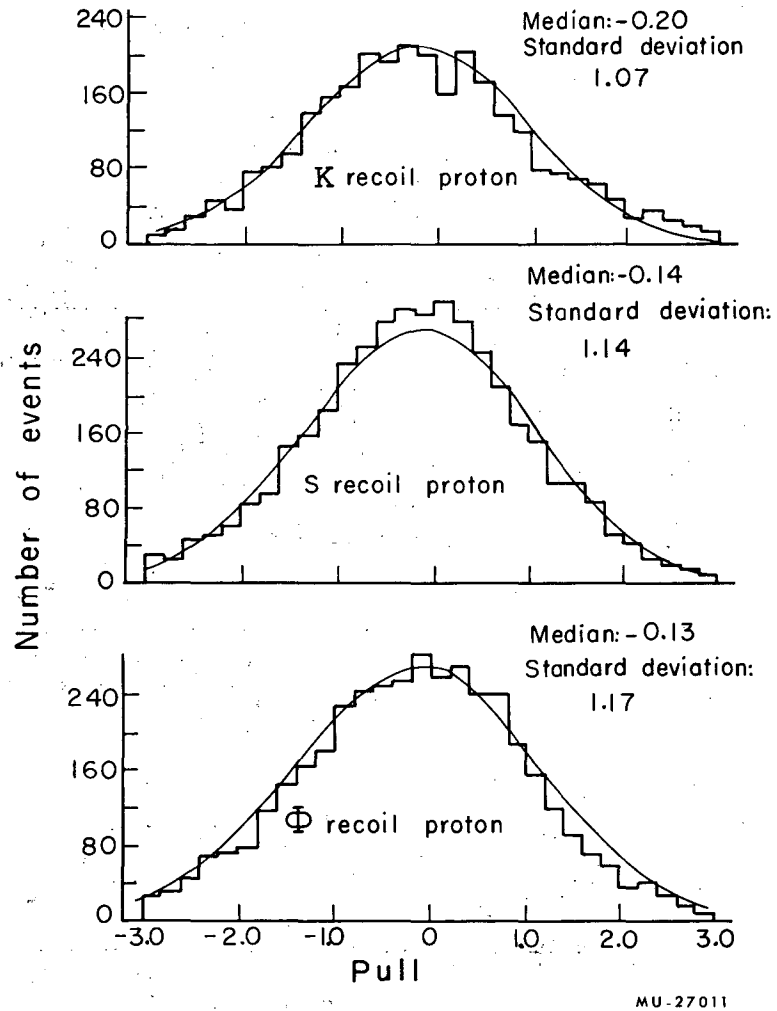 240
160
80
0
Median:-0.20
Standard deviation
1.07
K recoil proton
240
160
80
0
Median:-0.14
Standard deviation:
1.14
S recoil proton
240
160
80
0
Median:-0.13
Standard deviation:
1.17
Φ recoil proton
-3.0 -2.0 -1.0 0 1.0 2.0 3.0
Pull
Number of events
MU-27011